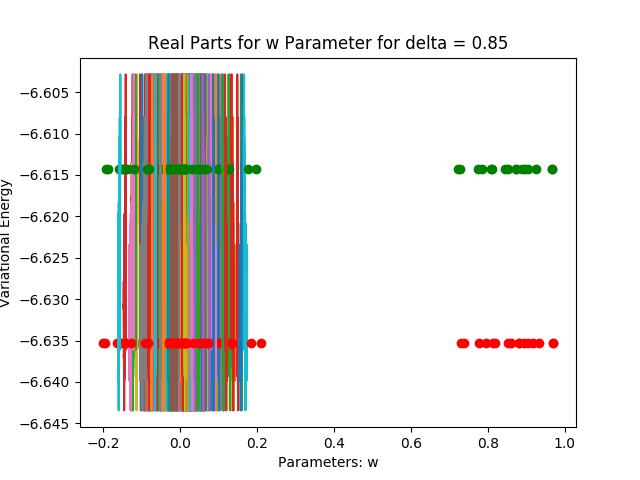 Real Parts for w Parameter for delta = 0.85
−6.605
−6.610
−6.615
−6.620
−6.625
−6.630
−6.635
−6.640
−6.645
Variational Energy
−0.2 0.0 0.2 0.4 0.6 0.8 1.0
Parameters: w